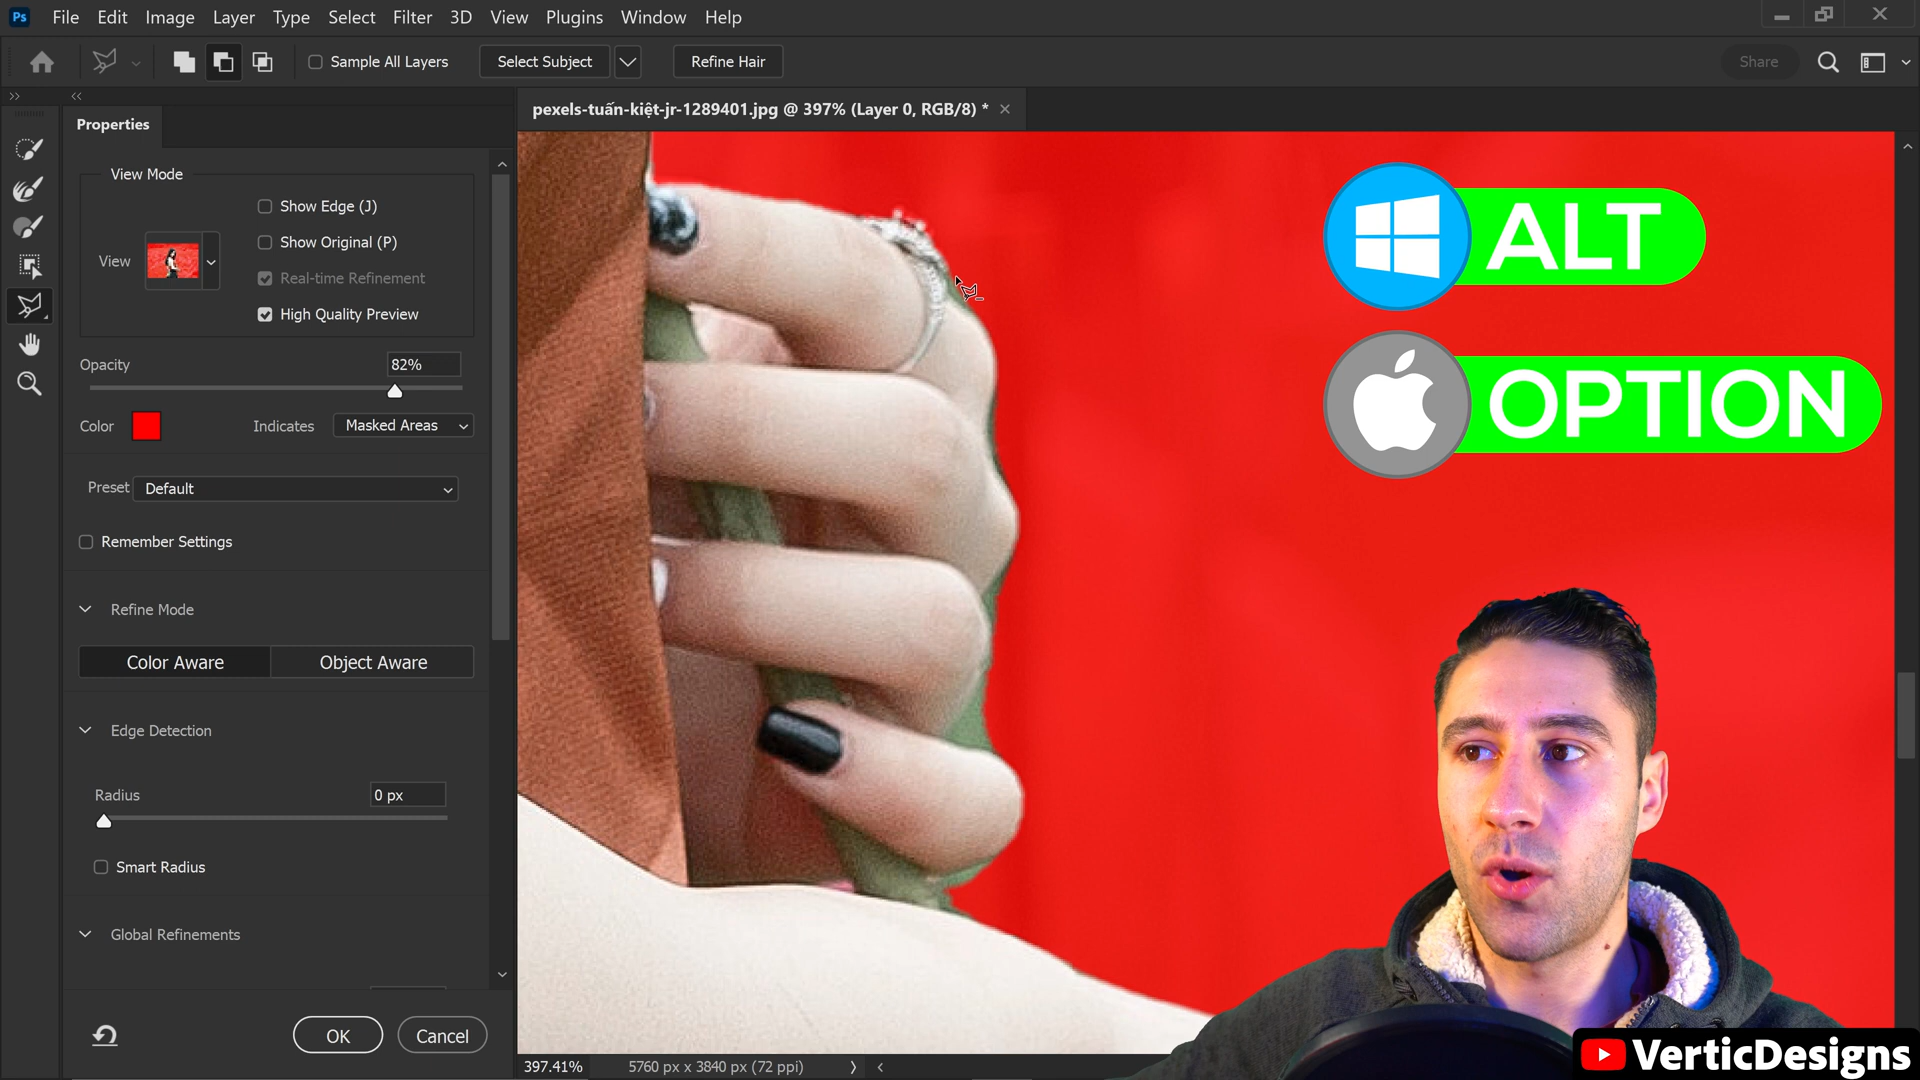 Ps File Edit Image Layer Type Select Filter 3D View Plugins Window Help
Sample All Layers Select Subject Refine Hair Share
Properties
pexels-tuấn-kiệt-jr-1289401.jpg @ 397% (Layer 0, RGB/8) *
View Mode
Show Edge (J)
Show Original (P)
View
Real-time Refinement
High Quality Preview
Opacity 82%
Color Indicates Masked Areas
Preset Default
Remember Settings
Refine Mode
Color Aware Object Aware
Edge Detection
Radius 0 px
Smart Radius
Global Refinements
OK Cancel
397.41% 5760 px x 3840 px (72 ppi)
ALT
OPTION
VerticDesigns